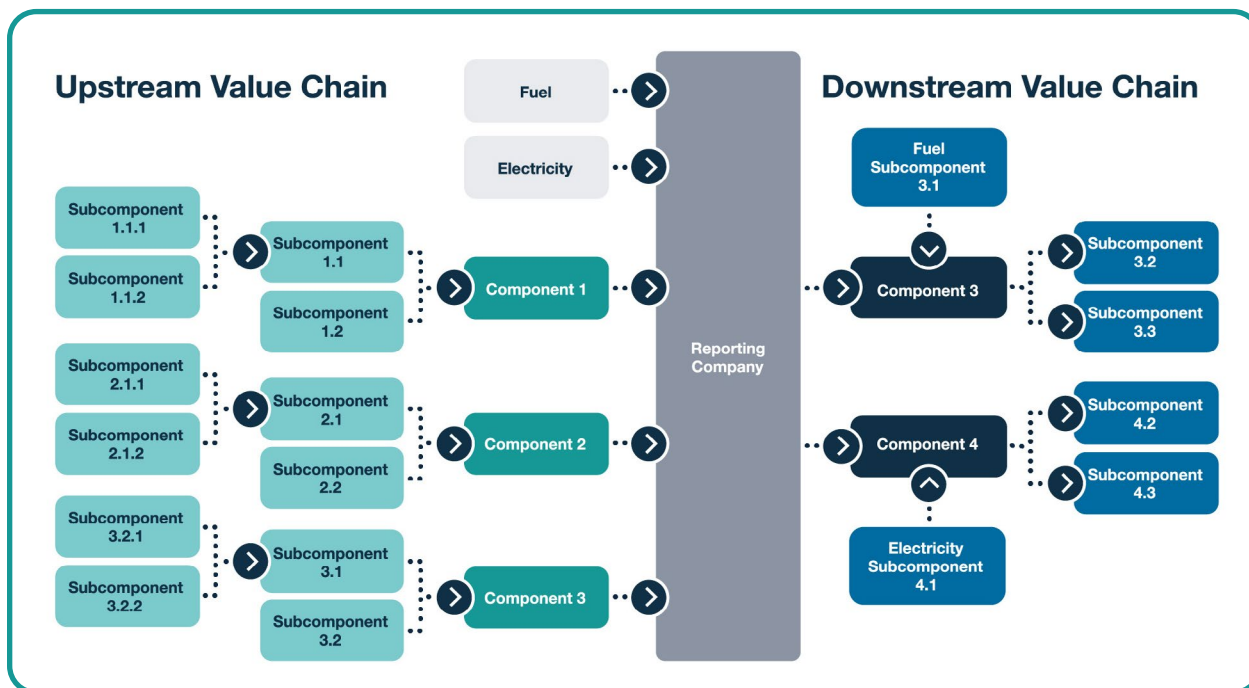 Upstream Value Chain
Fuel
Electricity
Subcomponent
1.1.1
Subcomponent
1.1.2
Subcomponent
1.1
Subcomponent
1.2
Component 1
Subcomponent
2.1.1
Subcomponent
2.1.2
Subcomponent
2.1
Subcomponent
2.2
Component 2
Subcomponent
3.2.1
Subcomponent
3.2.2
Subcomponent
3.1
Subcomponent
3.2
Component 3
Reporting
Company
Downstream Value Chain
Fuel
Subcomponent
3.1
Component 3
Subcomponent
3.2
Subcomponent
3.3
Component 4
Subcomponent
4.2
Subcomponent
4.3
Electricity
Subcomponent
4.1